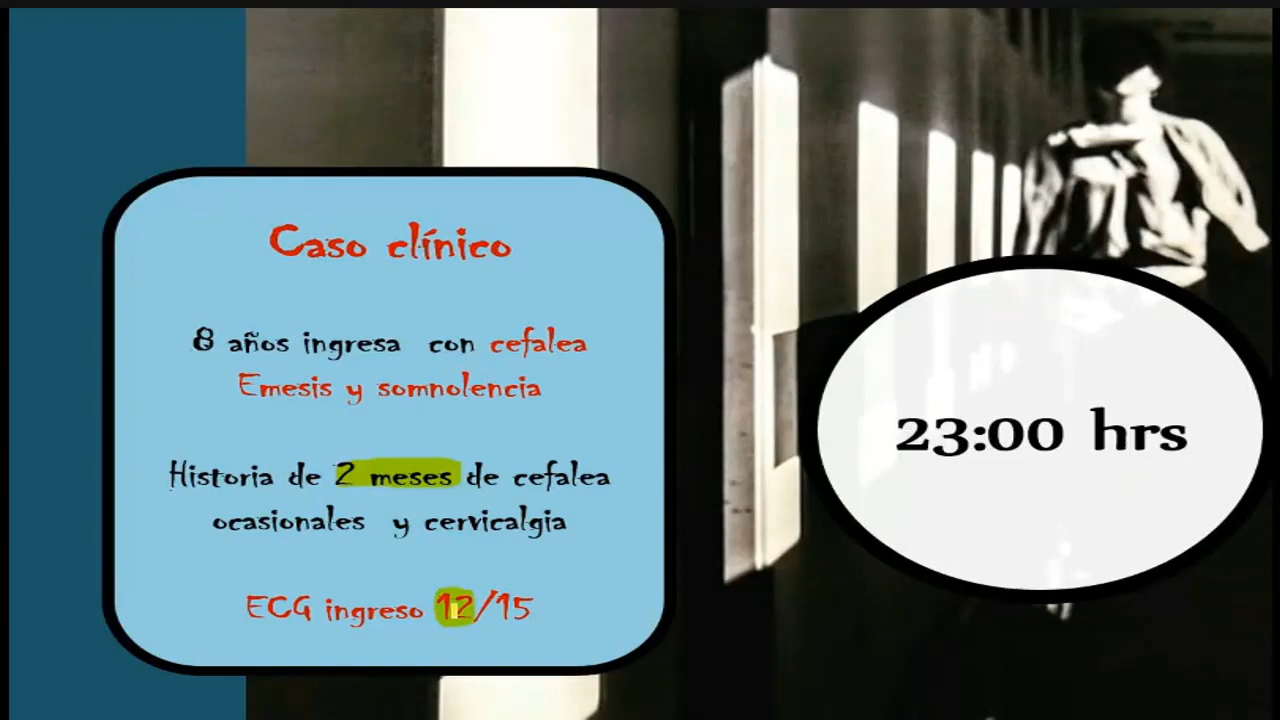 Caso clínico
8 años ingresa con cefalea
Emesis y somnolencia
Historia de 2 meses de cefalea
ocasionales y cervicalgia
ECG ingreso 12/15
23:00 hrs